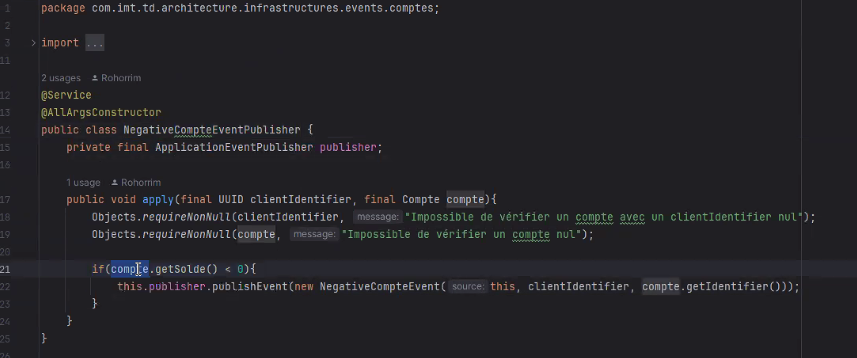 1 package com.imt.td.architecture.infrastructures.events.comptes;
2
3 > import ...
11
2 usages Rohorrim
12 @Service
13 @AllArgsConstructor
14 public class NegativeCompteEventPublisher {
15 private final ApplicationEventPublisher publisher;
16
1 usage Rohorrim
17 public void apply(final UUID clientIdentifier, final Compte compte){
18 Objects.requireNonNull(clientIdentifier, message: "Impossible de vérifier un compte avec un clientIdentifier nul");
19 Objects.requireNonNull(compte, message: "Impossible de vérifier un compte nul");
20
21 if(compte.getSolde() < 0){
22 this.publisher.publishEvent(new NegativeCompteEvent( source: this, clientIdentifier, compte.getIdentifier()));
23 }
24 }
25 }
26